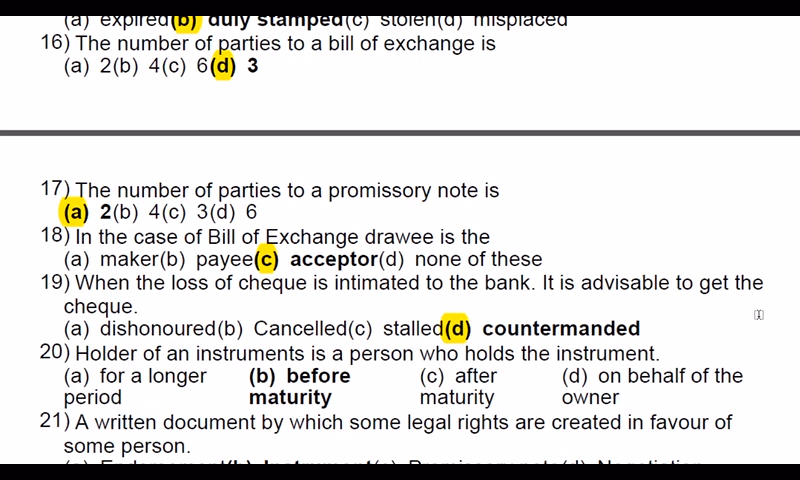 (a) expired(b) duly stamped(c) stolen(d) misplaced
16) The number of parties to a bill of exchange is
(a) 2(b) 4(c) 6(d) 3
17) The number of parties to a promissory note is
(a) 2(b) 4(c) 3(d) 6
18) In the case of Bill of Exchange drawee is the
(a) maker(b) payee(c) acceptor(d) none of these
19) When the loss of cheque is intimated to the bank. It is advisable to get the
cheque.
(a) dishonoured(b) Cancelled(c) stalled(d) countermanded
20) Holder of an instruments is a person who holds the instrument.
(a) for a longer (b) before (c) after (d) on behalf of the
period maturity maturity owner
21) A written document by which some legal rights are created in favour of
some person.
(a) Endorsement(b) Instrument(c) Promissory note(d) Negotiation